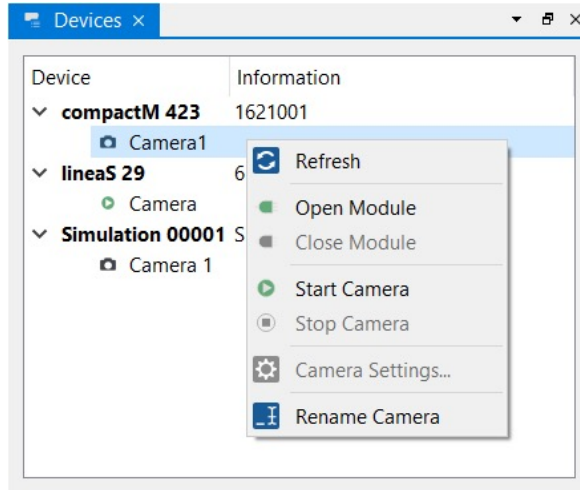 Devices
Device Information
compactM 423 1621001
Camera1
lineaS 29 6
Camera
Simulation 00001 S
Camera 1
Refresh
Open Module
Close Module
Start Camera
Stop Camera
Camera Settings...
Rename Camera